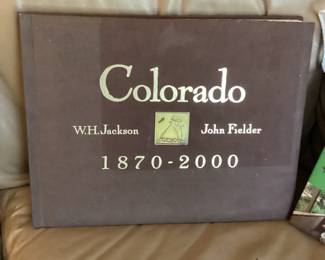 Colorado
W.H. Jackson John Fielder
1870-2000